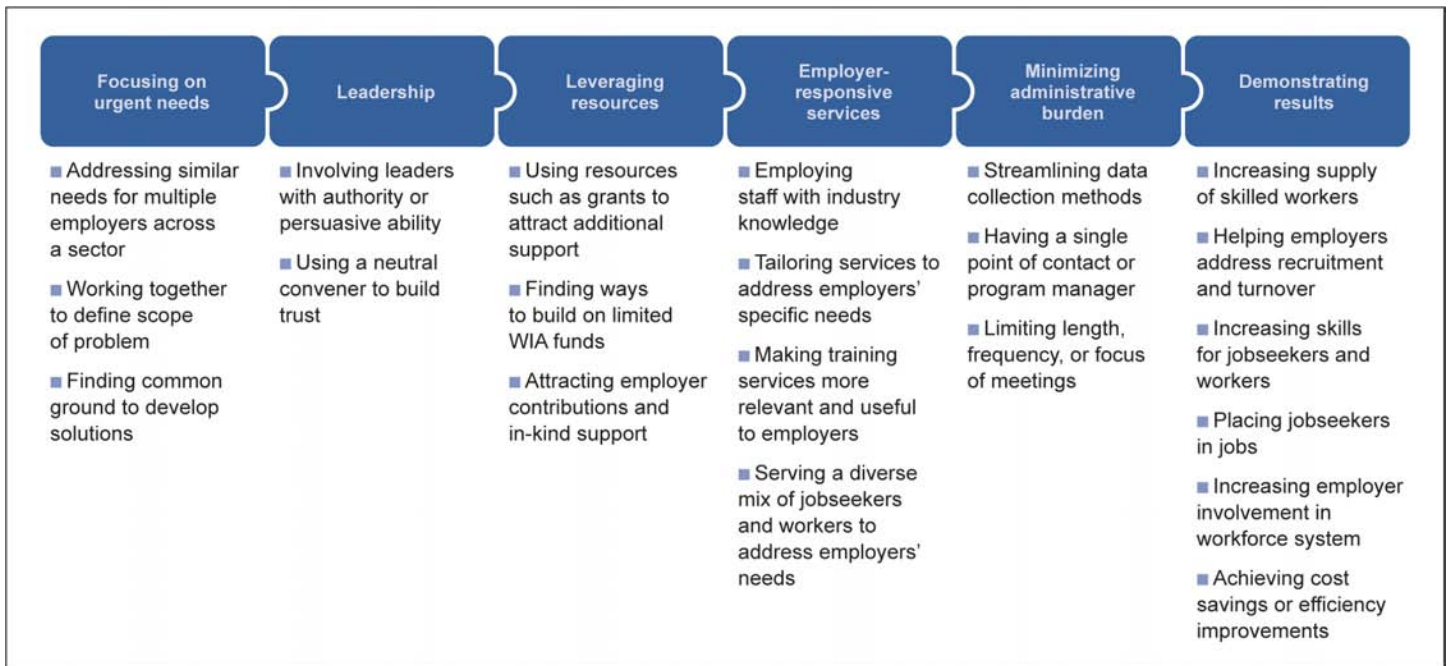 Focusing on
urgent needs
■ Addressing similar
needs for multiple
employers across
a sector
■ Working together
to define scope
of problem
■ Finding common
ground to develop
solutions
Leadership
■ Involving leaders
with authority or
persuasive ability
■ Using a neutral
convener to build
trust
Leveraging
resources
■ Using resources
such as grants to
attract additional
support
■ Finding ways
to build on limited
WIA funds
■ Attracting employer
contributions and
in-kind support
Employer-
responsive
services
■ Employing
staff with industry
knowledge
■ Tailoring services to
address employers’
specific needs
■ Making training
services more
relevant and useful
to employers
■ Serving a diverse
mix of jobseekers
and workers to
address employers’
needs
Minimizing
administrative
burden
■ Streamlining data
collection methods
■ Having a single
point of contact or
program manager
■ Limiting length,
frequency, or focus
of meetings
Demonstrating
results
■ Increasing supply
of skilled workers
■ Helping employers
address recruitment
and turnover
■ Increasing skills
for jobseekers and
workers
■ Placing jobseekers
in jobs
■ Increasing employer
involvement in
workforce system
■ Achieving cost
savings or efficiency
improvements